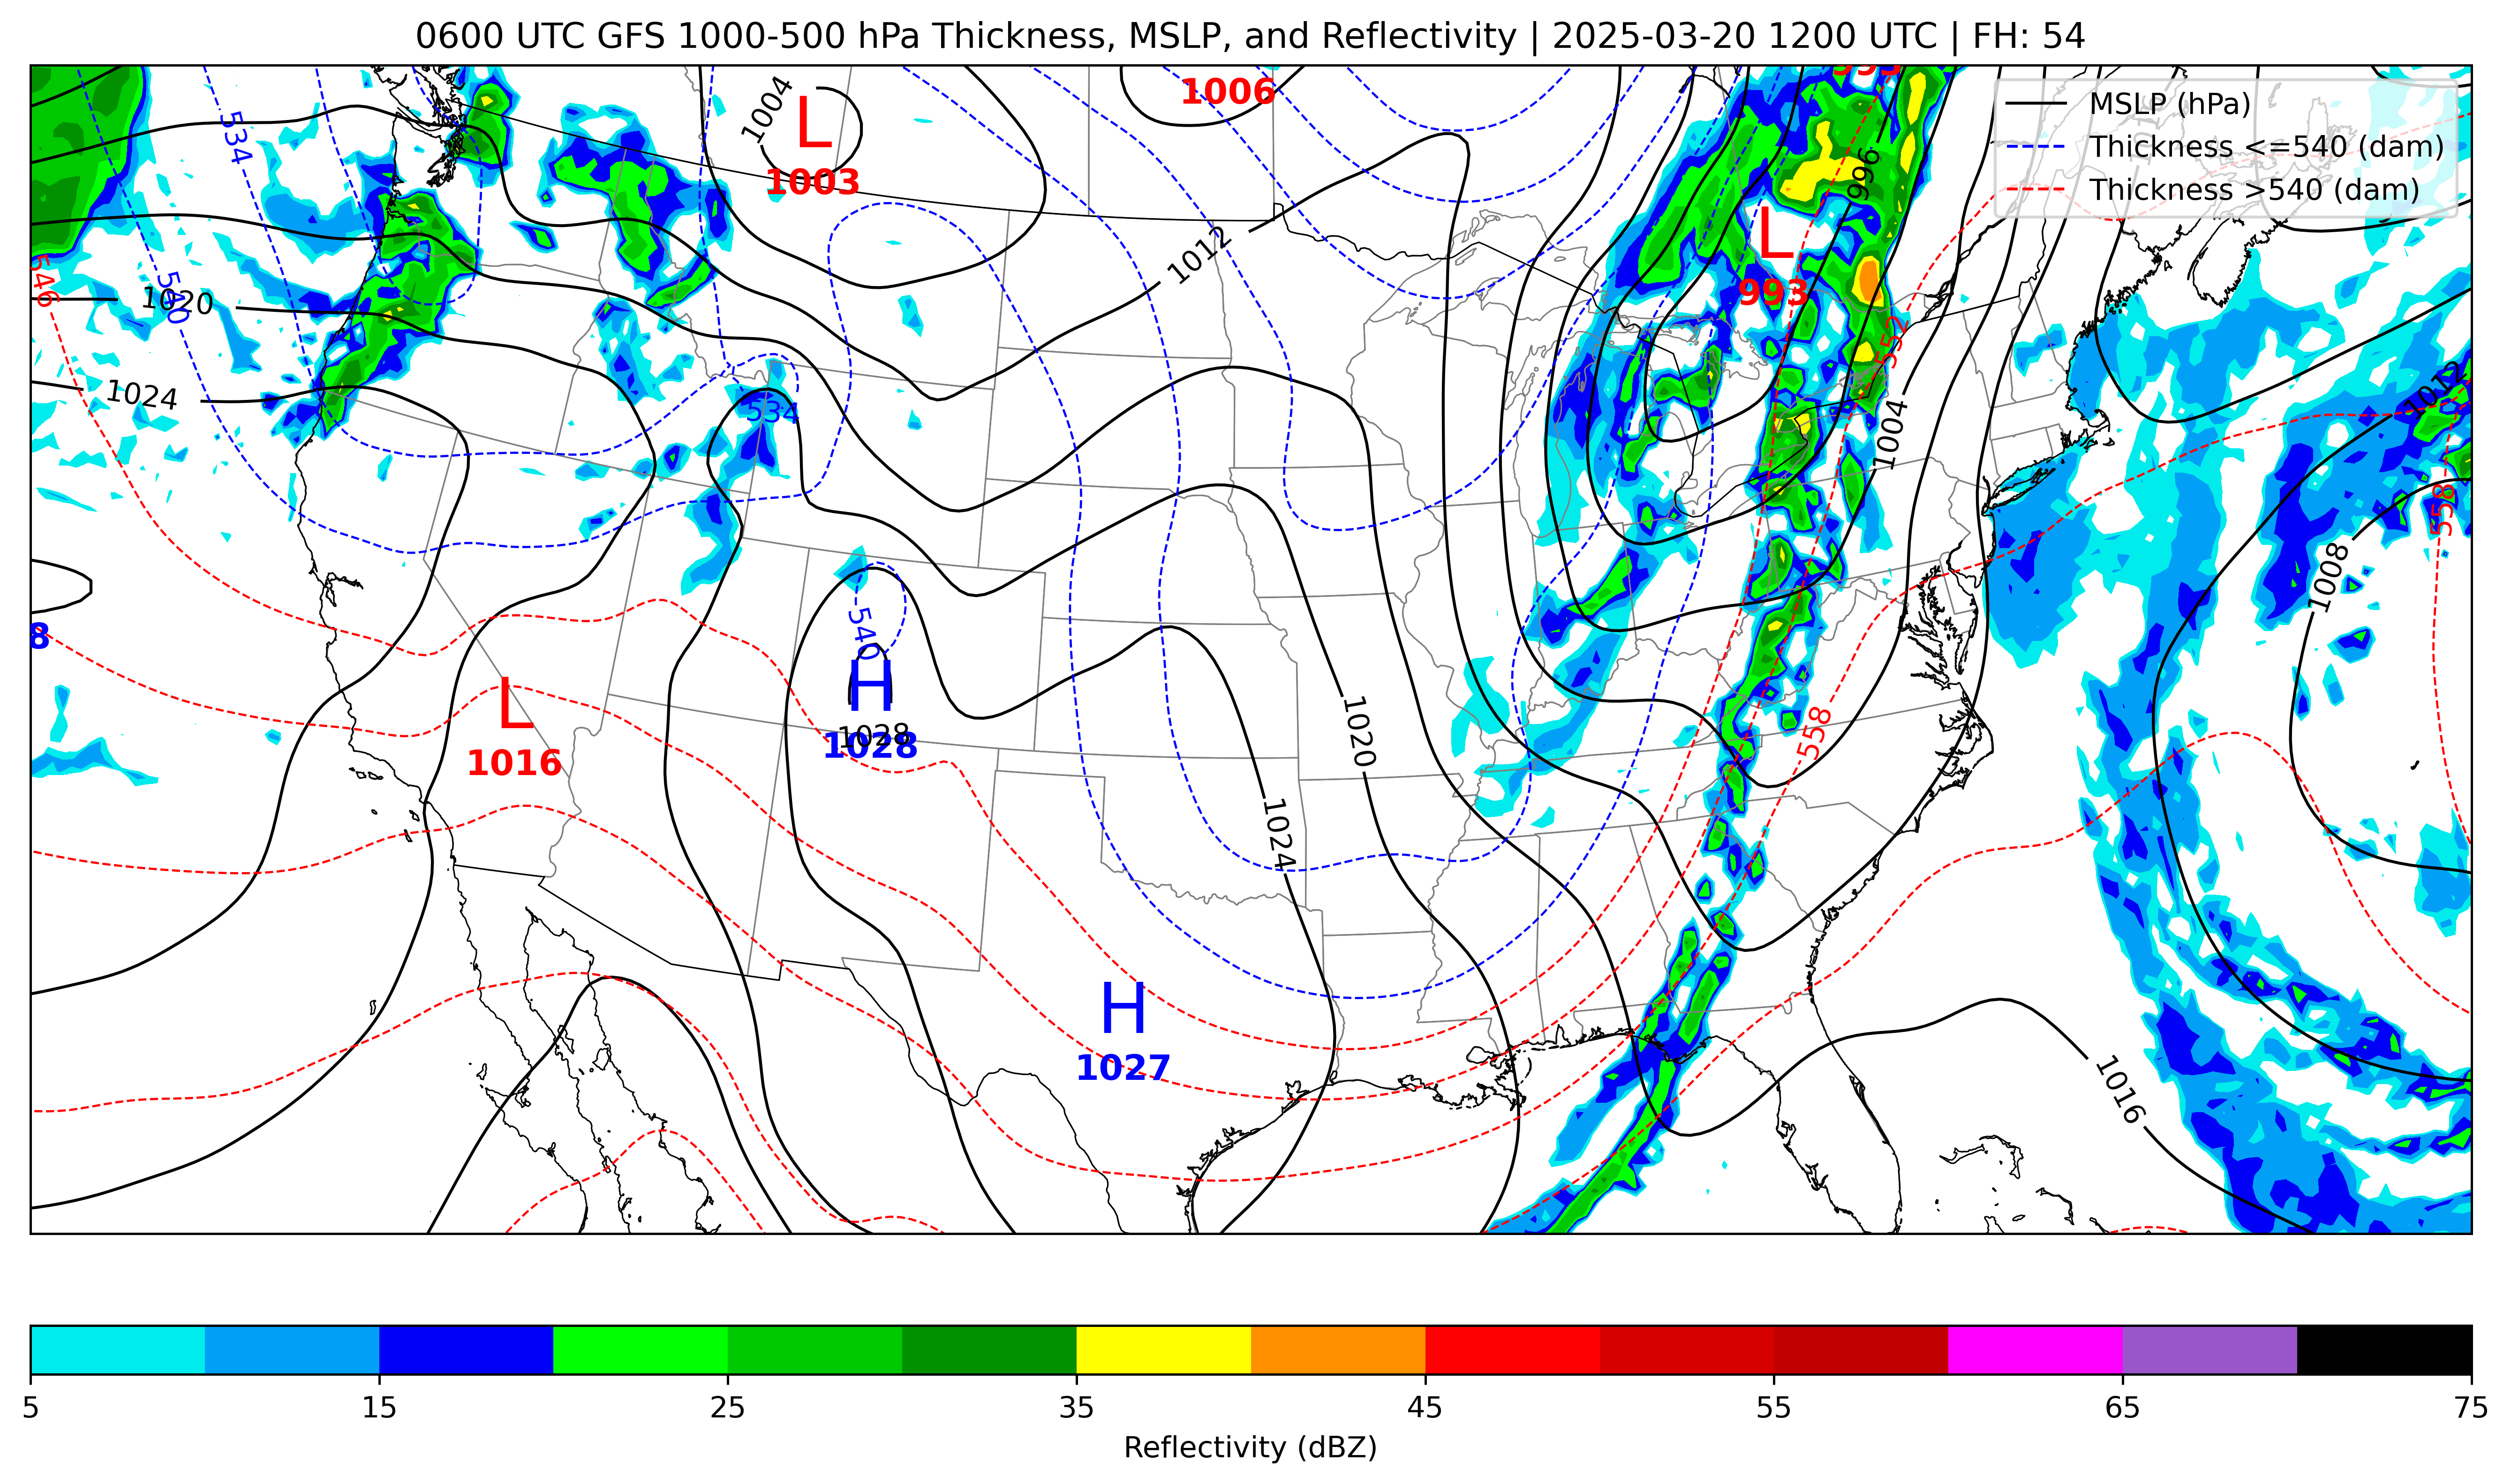 0600 UTC GFS 1000-500 hPa Thickness, MSLP, and Reflectivity | 2025-03-20 1200 UTC | FH: 54
MSLP (hPa)
Thickness <=540 (dam)
Thickness >540 (dam)
1006
1004
L
1003
534
996
L
993
1012
546
540
1020
552
1024
534
1012
1004
558
1008
540
8
H
1028
1028
L
1016
558
1020
1024
H
1027
1016
5 15 25 35 45 55 65 75
Reflectivity (dBZ)